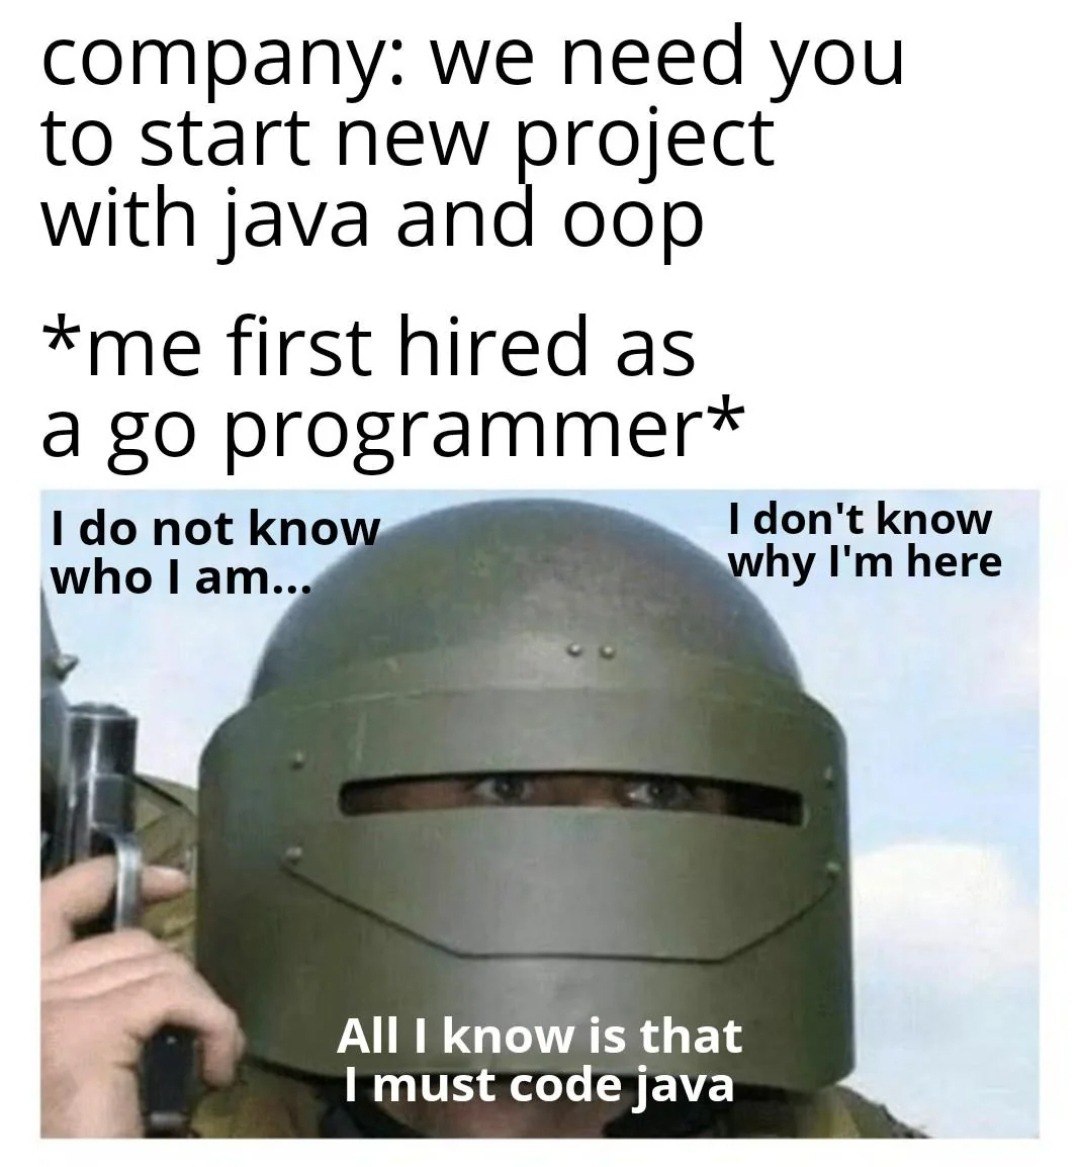 company: we need you
to start new project
with java and oop
*me first hired as
a go programmer*
I do not know
who I am...
I don't know
why I'm here
All I know is that
I must code java